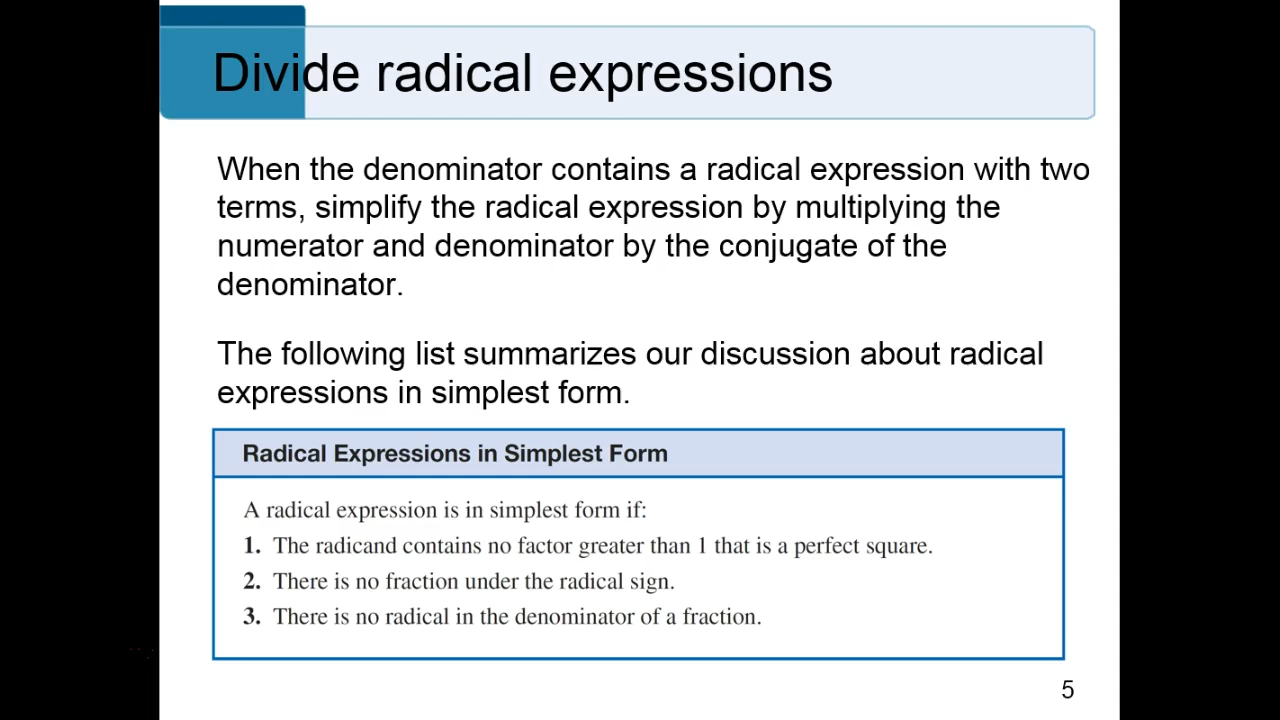 Divide radical expressions
When the denominator contains a radical expression with two
terms, simplify the radical expression by multiplying the
numerator and denominator by the conjugate of the
denominator.
The following list summarizes our discussion about radical
expressions in simplest form.
Radical Expressions in Simplest Form
A radical expression is in simplest form if:
1. The radicand contains no factor greater than 1 that is a perfect square.
2. There is no fraction under the radical sign.
3. There is no radical in the denominator of a fraction.
5